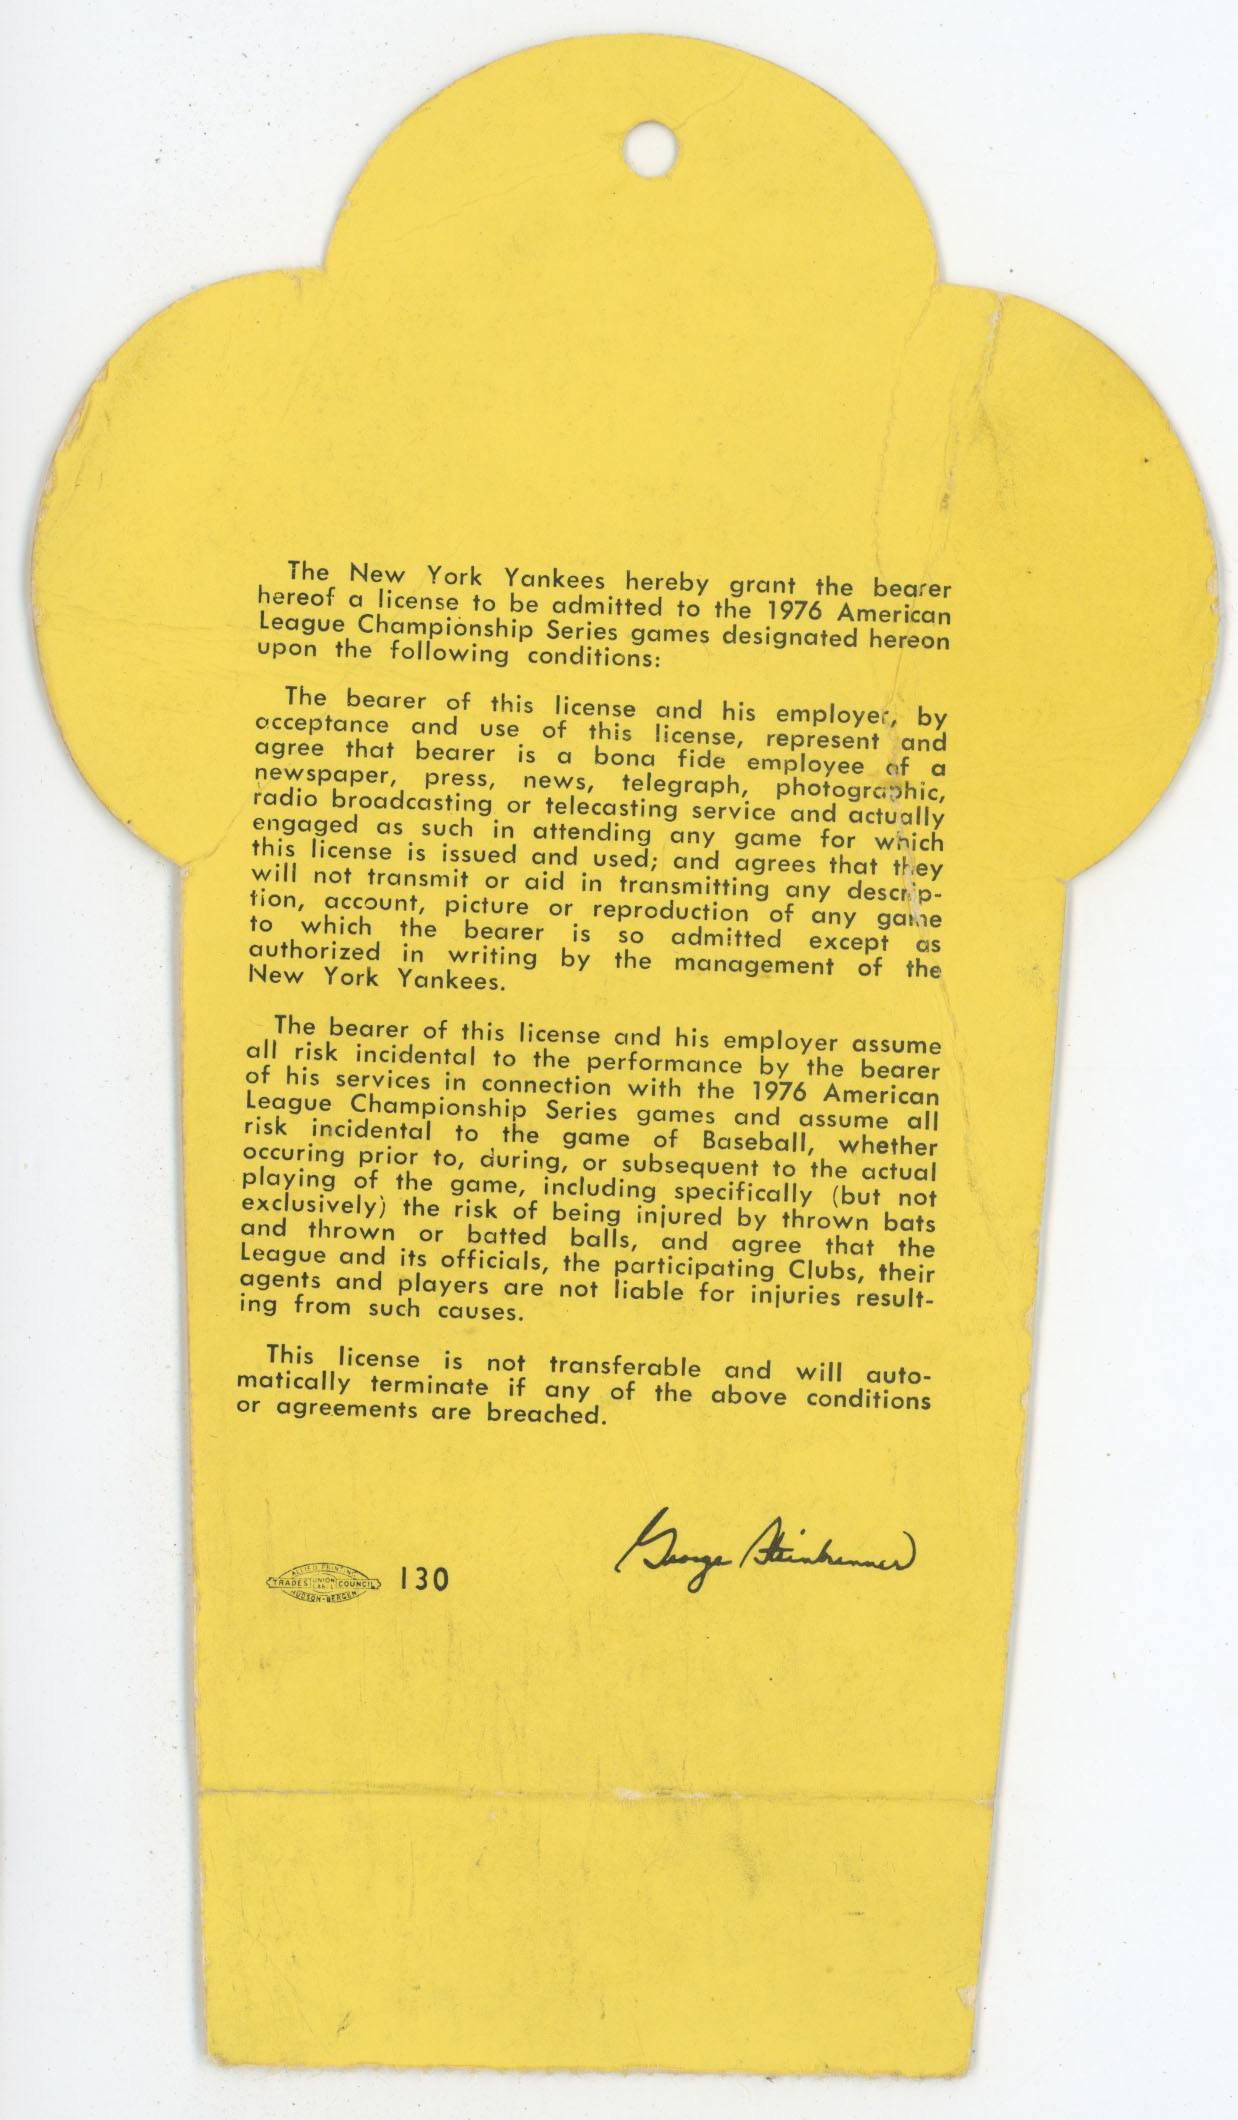 The New York Yankees hereby grant the bearer
hereof a license to be admitted to the 1976 American
League Championship Series games designated hereon
upon the following conditions:
The bearer of this license and his employer, by
acceptance and use of this license, represent and
agree that bearer is a bona fide employee of a
newspaper, press, news, telegraph, photographic,
radio broadcasting or telecasting service and actually
engaged as such in attending any game for which
this license is issued and used; and agrees that they
will not transmit or aid in transmitting any descrip-
tion, account, picture or reproduction of any game
to which the bearer is so admitted except as
authorized in writing by the management of the
New York Yankees.
The bearer of this license and his employer assume
all risk incidental to the performance by the bearer
of his services in connection with the 1976 American
League Championship Series games and assume all
risk incidental to the game of Baseball, whether
occuring prior to, during, or subsequent to the actual
playing of the game, including specifically (but not
exclusively) the risk of being injured by thrown bats
and thrown or batted balls, and agree that the
League and its officials, the participating Clubs, their
agents and players are not liable for injuries result-
ing from such causes.
This license is not transferable and will auto-
matically terminate if any of the above conditions
or agreements are breached.
George Steinbrenner
ALLIED PRINTING
TRADES UNION LABEL COUNCIL
HUDSON-BERGEN
130